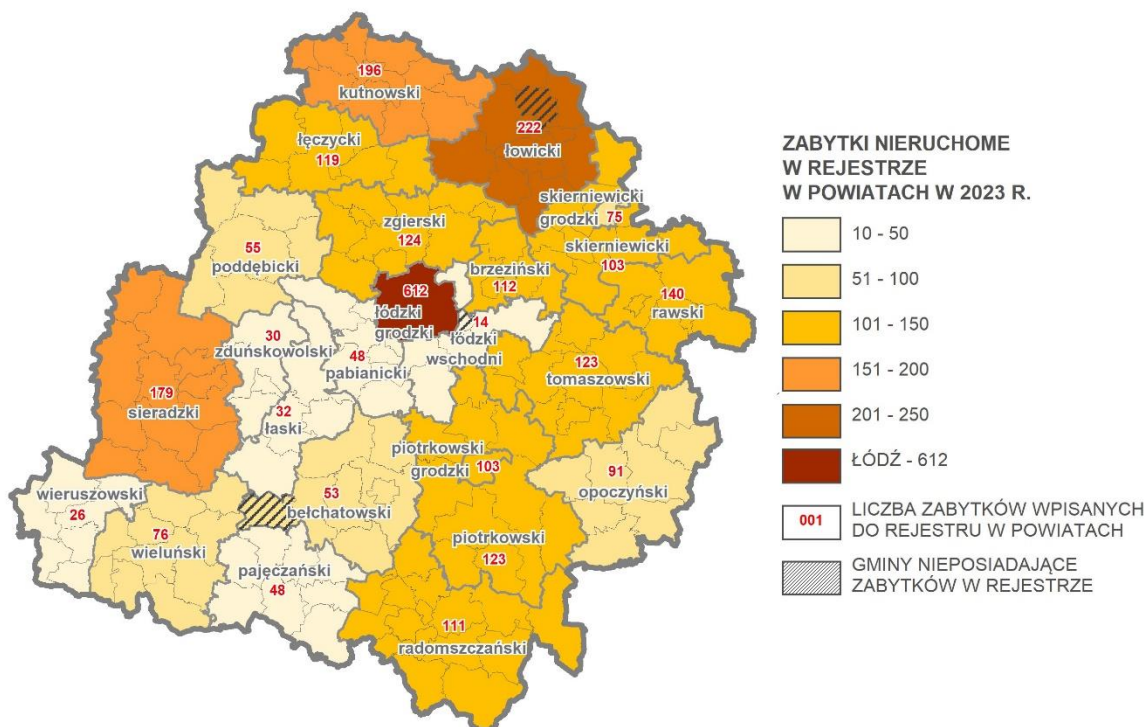 196
kutnowski
222
łowicki
łęczycki
119
skierniewicki
grodzki 75
zgierski
124
skierniewicki
103
55
poddębicki
brzeziński
112
612
łódzki
grodzki
140
rawski
14
łódzki
wschodni
30
zduńskowolski
48
pabianicki
123
tomaszowski
179
sieradzki
32
łaski
piotrkowski
grodzki 103
91
opoczyński
wieruszowski
26
53
bełchatowski
76
wieluński
piotrkowski
123
pajęczański
48
111
radomszczański
ZABYTKI NIERUCHOME
W REJESTRZE
W POWIATACH W 2023 R.
10 - 50
51 - 100
101 - 150
151 - 200
201 - 250
ŁÓDŹ - 612
001 LICZBA ZABYTKÓW WPISANYCH
DO REJESTRU W POWIATACH
GMINY NIEPOSIADAJĄCE
ZABYTKÓW W REJESTRZE